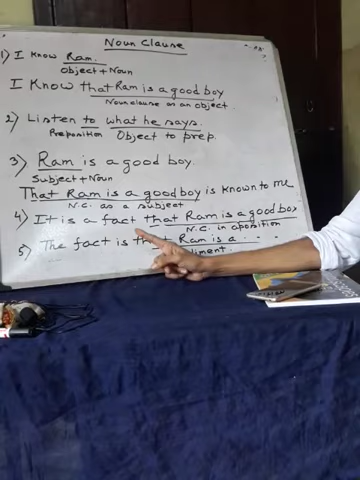 Noun Clause
1) I know Ram.
Object + Noun
I Know that Ram is a good boy
Noun clause as an object.
2) Listen to what he says.
Preposition Object to prep.
3) Ram is a good boy.
Subject + Noun
That Ram is a good boy is known to me
N.C. as a subject
4) It is a fact that Ram is a good boy
N.C. in aposition
5) The fact is that Ram is a . . . .